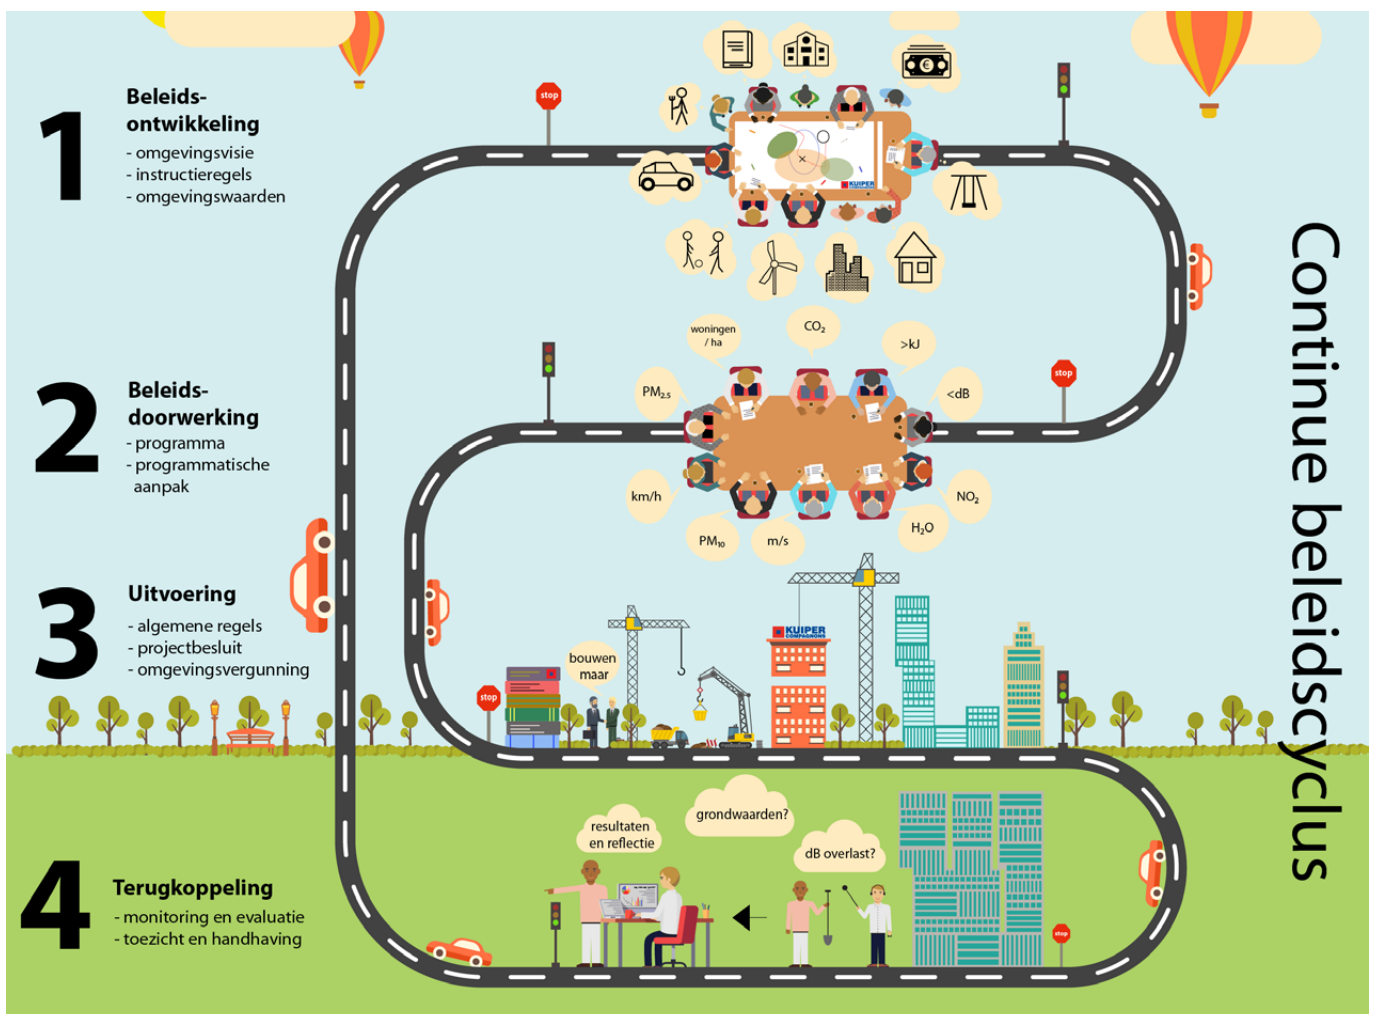 1
Beleids-
ontwikkeling
- omgevingsvisie
- instructieregels
- omgevingswaarden
stop
€
KUIPER
2
Beleids-
doorwerking
- programma
- programmatische
aanpak
woningen
/ ha
CO₂
>kJ
PM₂.₅
<dB
stop
km/h
NO₂
PM₁₀
m/s
H₂O
3
Uitvoering
- algemene regels
- projectbesluit
- omgevingsvergunning
stop
bouwen
maar
KUIPER
COMPAGNONS
4
Terugkoppeling
- monitoring en evaluatie
- toezicht en handhaving
resultaten
en reflectie
grondwaarden?
dB overlast?
stop
Continue beleidscyclus